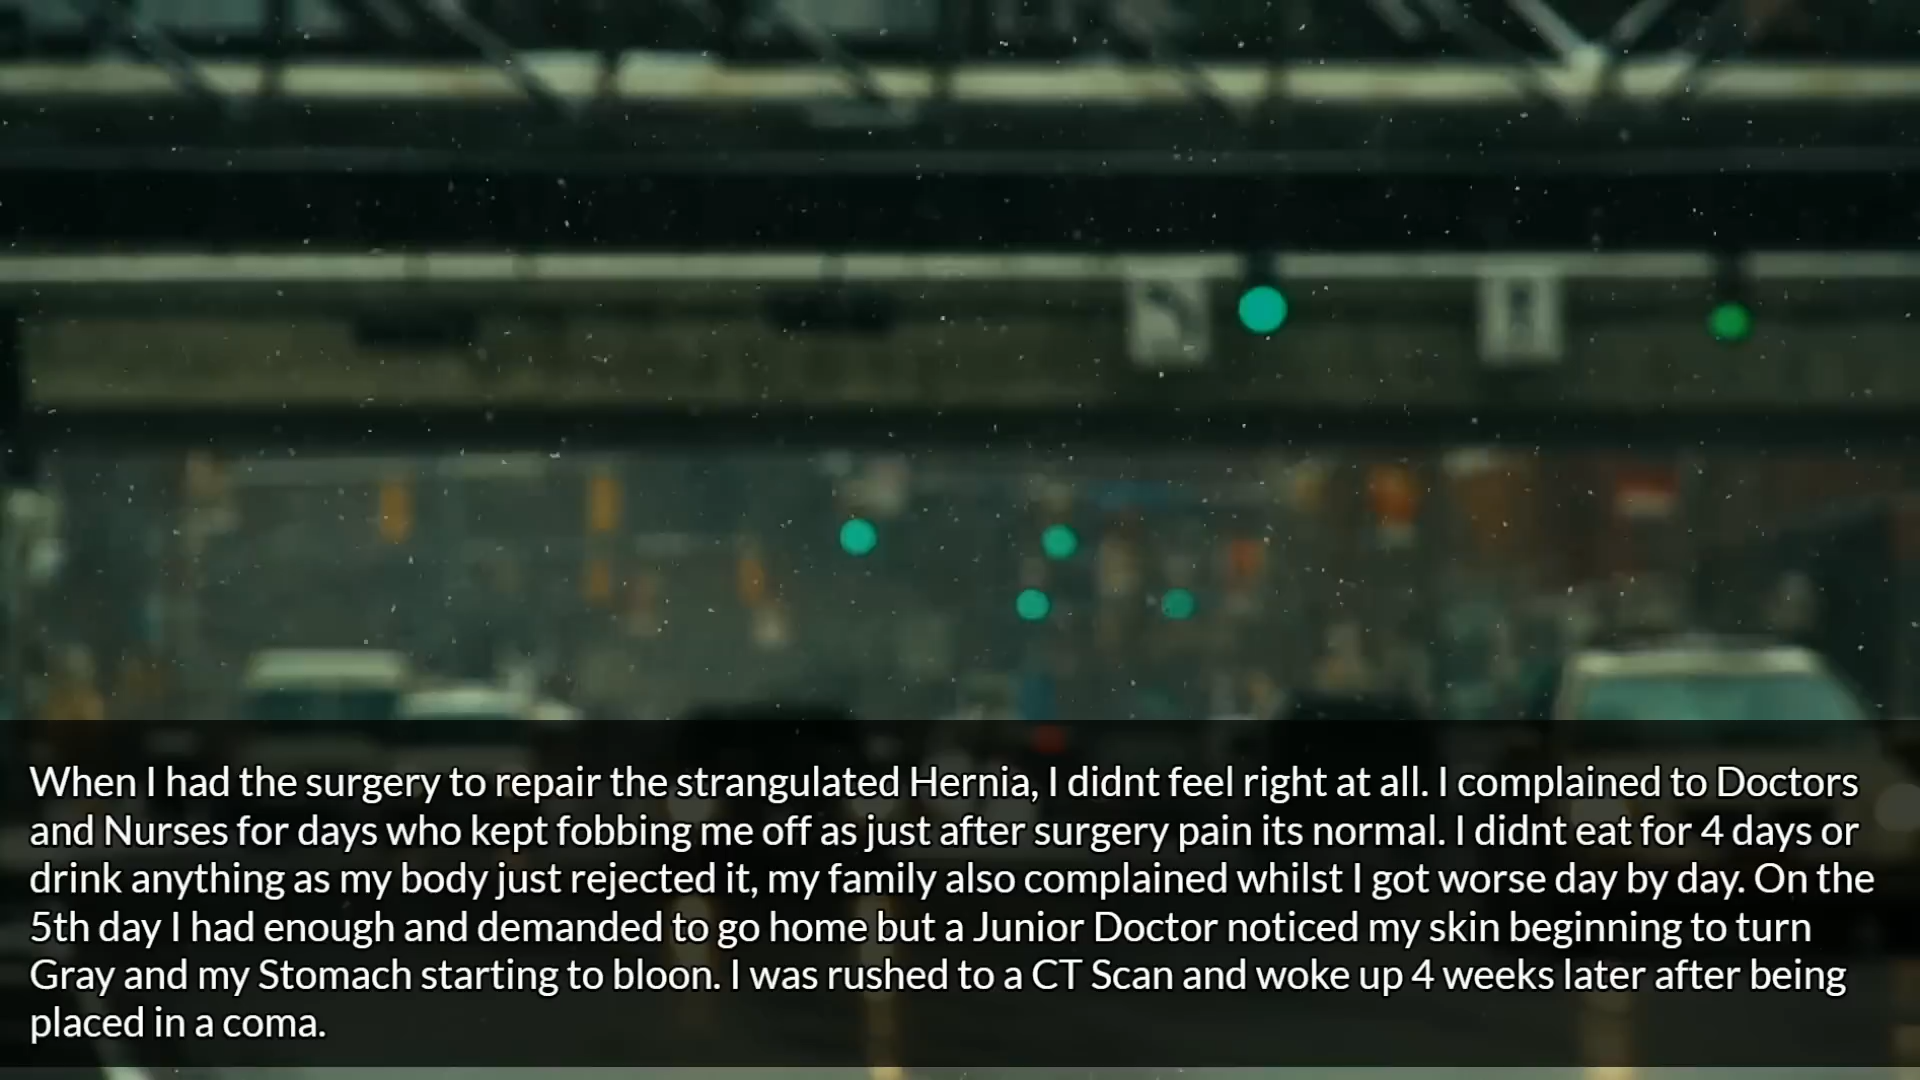 When I had the surgery to repair the strangulated Hernia, I didnt feel right at all. I complained to Doctors
and Nurses for days who kept fobbing me off as just after surgery pain its normal. I didnt eat for 4 days or
drink anything as my body just rejected it, my family also complained whilst I got worse day by day. On the
5th day I had enough and demanded to go home but a Junior Doctor noticed my skin beginning to turn
Gray and my Stomach starting to bloon. I was rushed to a CT Scan and woke up 4 weeks later after being
placed in a coma.